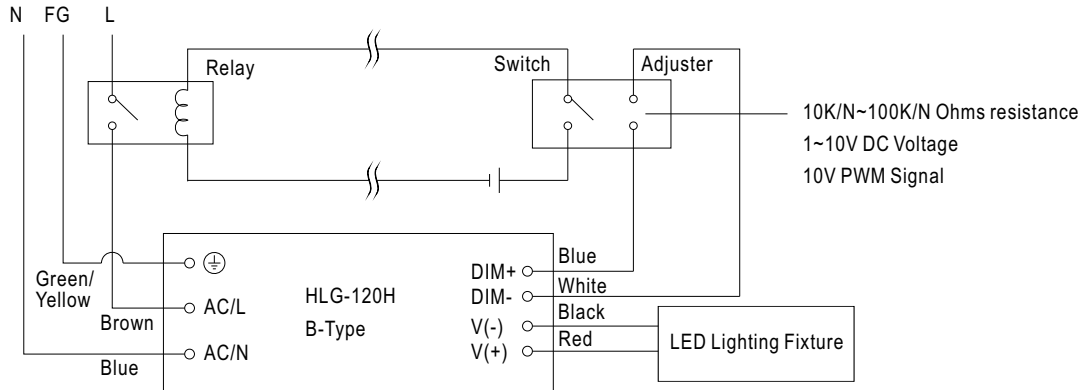 N FG L
Relay
Switch
Adjuster
10K/N~100K/N Ohms resistance
1~10V DC Voltage
10V PWM Signal
Green/
Yellow
Brown
Blue
AC/L
AC/N
HLG-120H
B-Type
DIM+
DIM-
V(-)
V(+)
Blue
White
Black
Red
LED Lighting Fixture